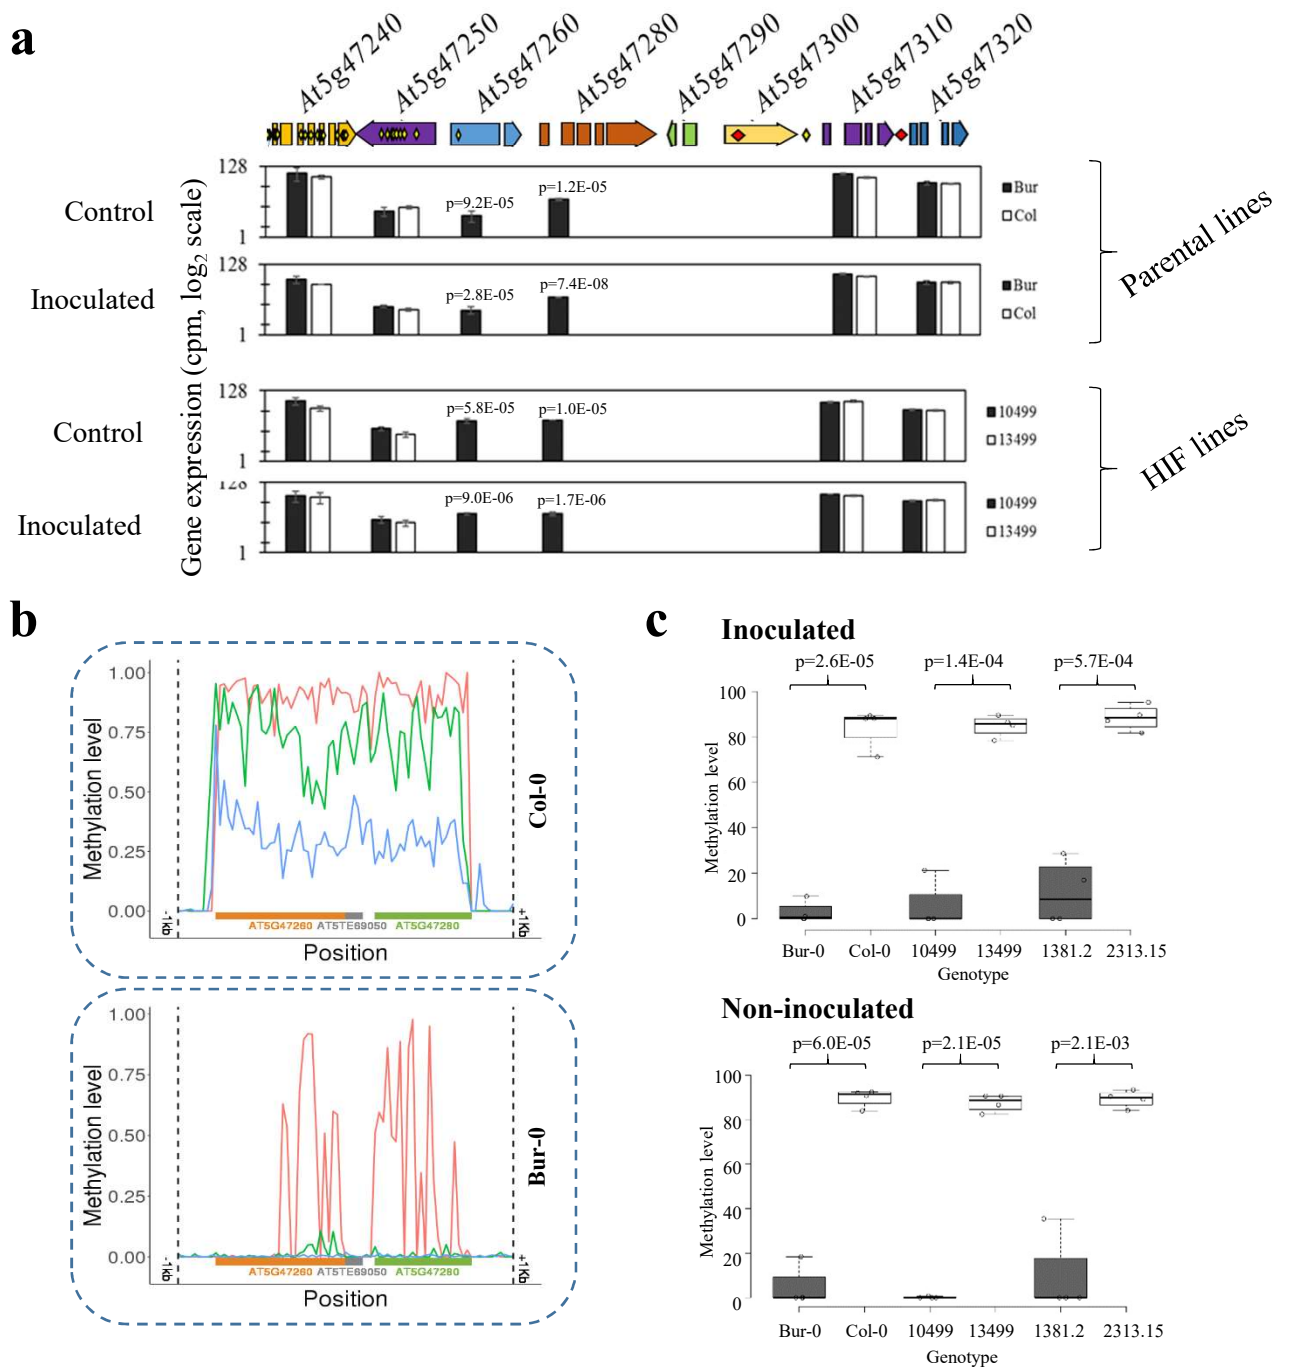 a
At5g47240
At5g47250
At5g47260
At5g47280
At5g47290
At5g47300
At5g47310
At5g47320
Gene expression (cpm, log2 scale)
Control
128
1
p=9.2E-05
p=1.2E-05
Bur
Col
Inoculated
128
1
p=2.8E-05
p=7.4E-08
Bur
Col
Parental lines
Control
128
1
p=5.8E-05
p=1.0E-05
10499
13499
Inoculated
128
1
p=9.0E-06
p=1.7E-06
10499
13499
HIF lines
b
Methylation level
1.00
0.75
0.50
0.25
0.00
-1kb
AT5G47260
AT5TE69050
AT5G47280
+1Kb
Position
Col-0
Methylation level
1.00
0.75
0.50
0.25
0.00
-1kb
AT5G47260
AT5TE69050
AT5G47280
+1Kb
Position
Bur-0
c
Inoculated
p=2.6E-05
p=1.4E-04
p=5.7E-04
Methylation level
100
80
60
40
20
0
Bur-0
Col-0
10499
13499
1381.2
2313.15
Genotype
Non-inoculated
p=6.0E-05
p=2.1E-05
p=2.1E-03
Methylation level
100
80
60
40
20
0
Bur-0
Col-0
10499
13499
1381.2
2313.15
Genotype